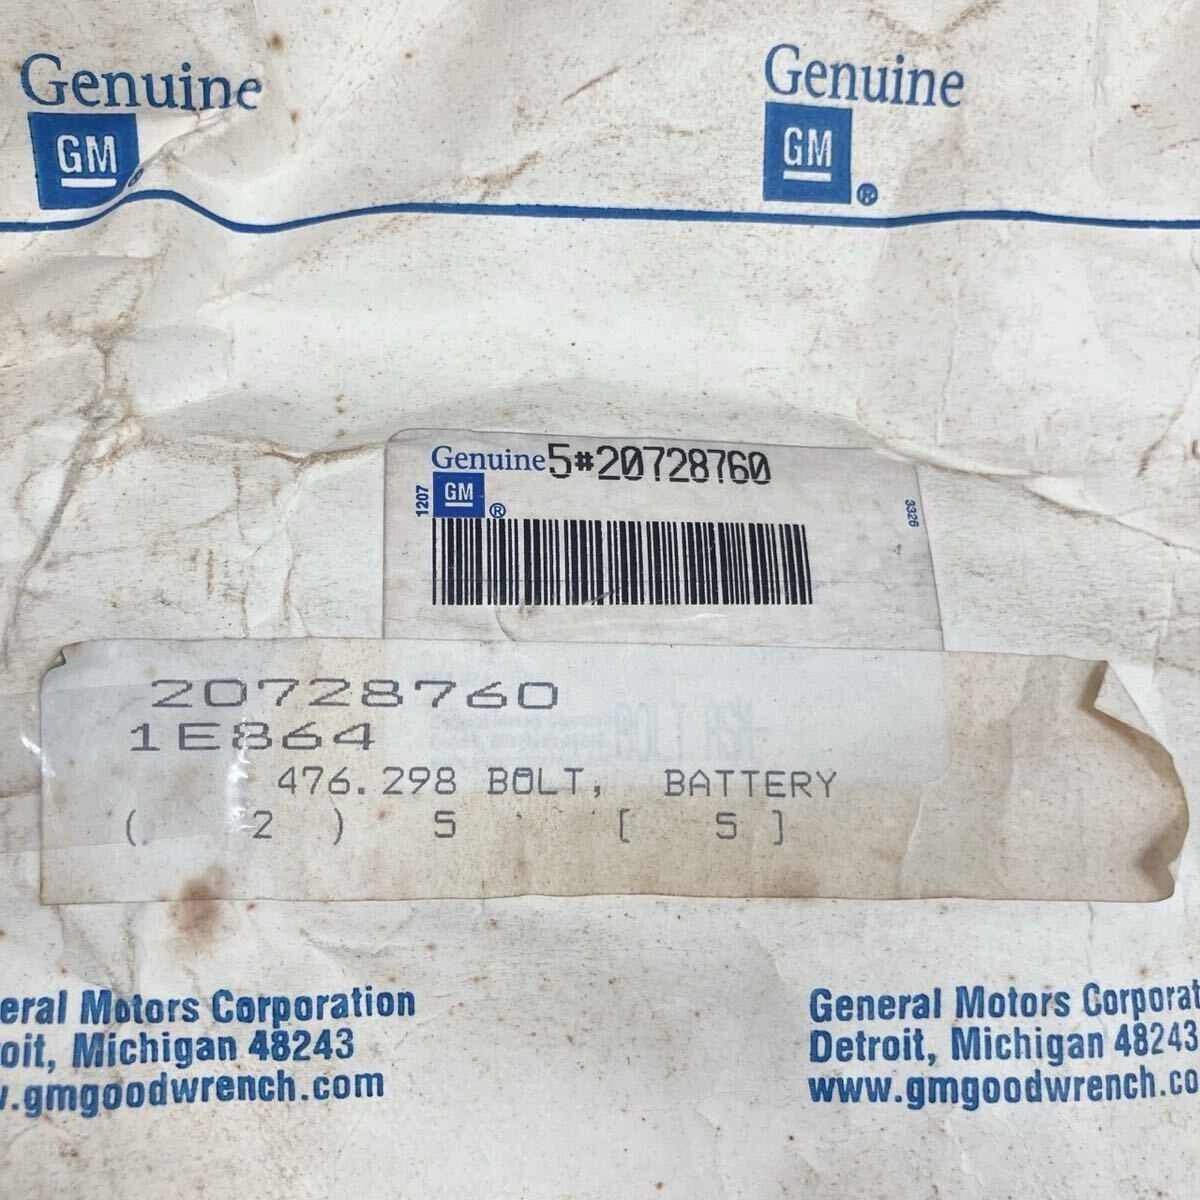 Genuine Genuine
GM ® GM ®
Genuine 5#20728760
1207 GM ® 3326
20728760
1E864
476.298 BOLT, BATTERY
( 2 ) 5 [ 5 ]
eral Motors Corporation General Motors Corporat
oit, Michigan 48243 Detroit, Michigan 48243
.gmgoodwrench.com www.gmgoodwrench.co